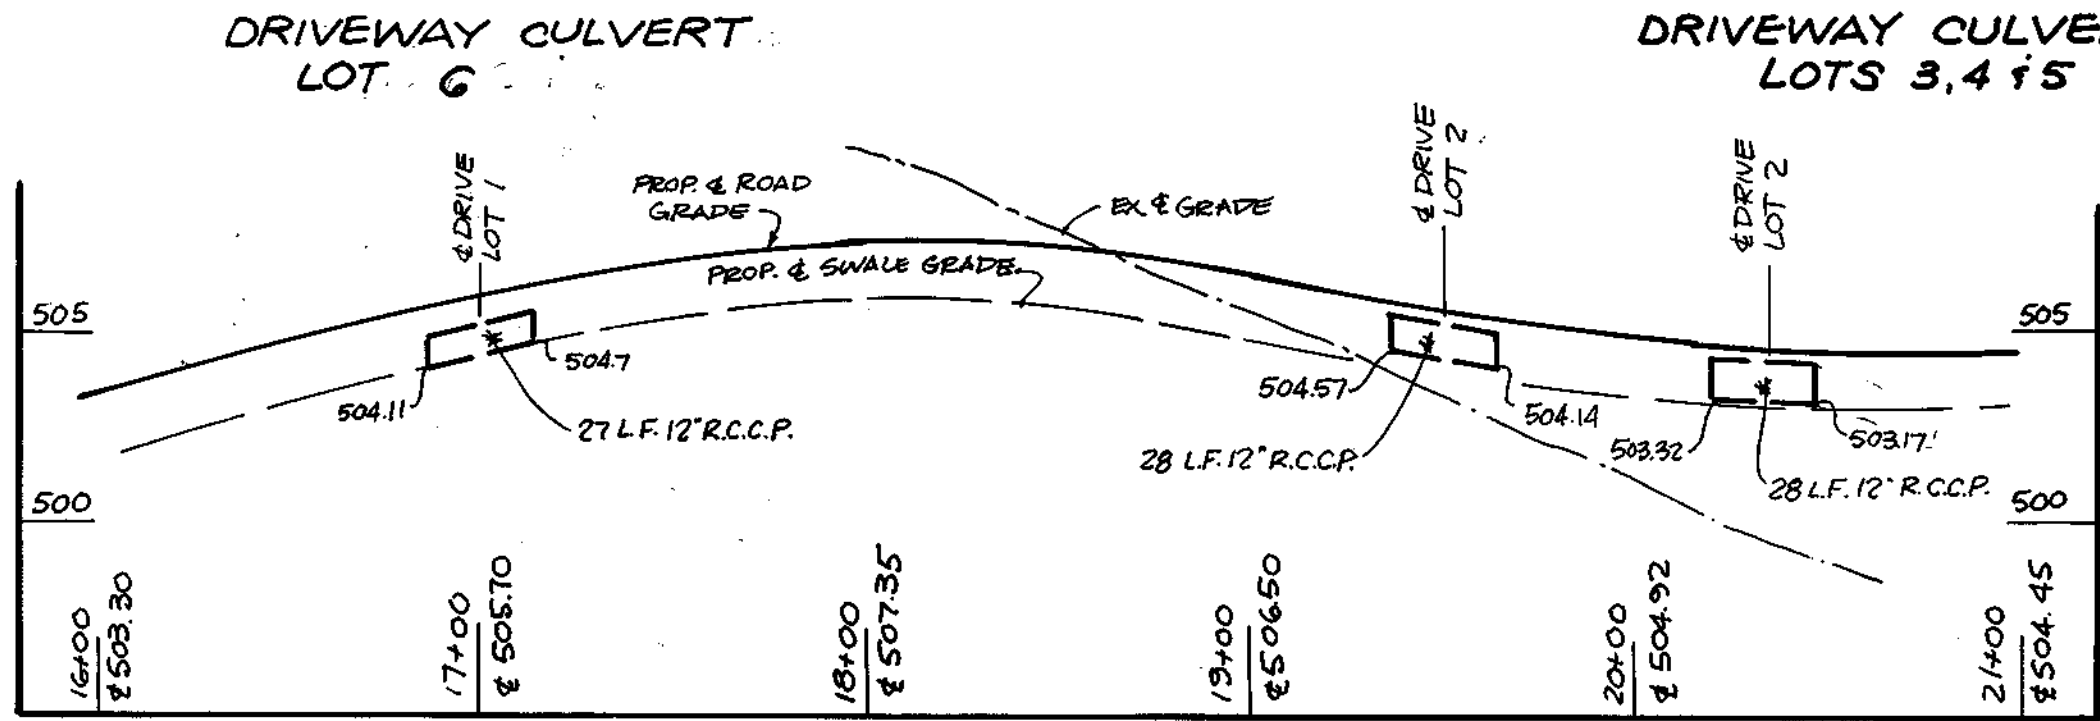 DRIVEWAY CULVERT
LOT 6
DRIVEWAY CULVE
LOTS 3,4 & 5
℄ DRIVE
LOT 1
PROP. ℄ ROAD
GRADE
EX ℄ GRADE
℄ DRIVE
LOT 2
℄ DRIVE
LOT 2
PROP. ℄ SWALE GRADE
505
505
504.7
504.11
27 L.F. 12" R.C.C.P.
504.57
504.14
28 L.F. 12" R.C.C.P.
503.32
503.17
28 L.F. 12" R.C.C.P.
500
500
16+00
℄ 503.30
17+00
℄ 505.70
18+00
℄ 507.35
19+00
℄ 506.50
20+00
℄ 504.92
21+00
℄ 504.45